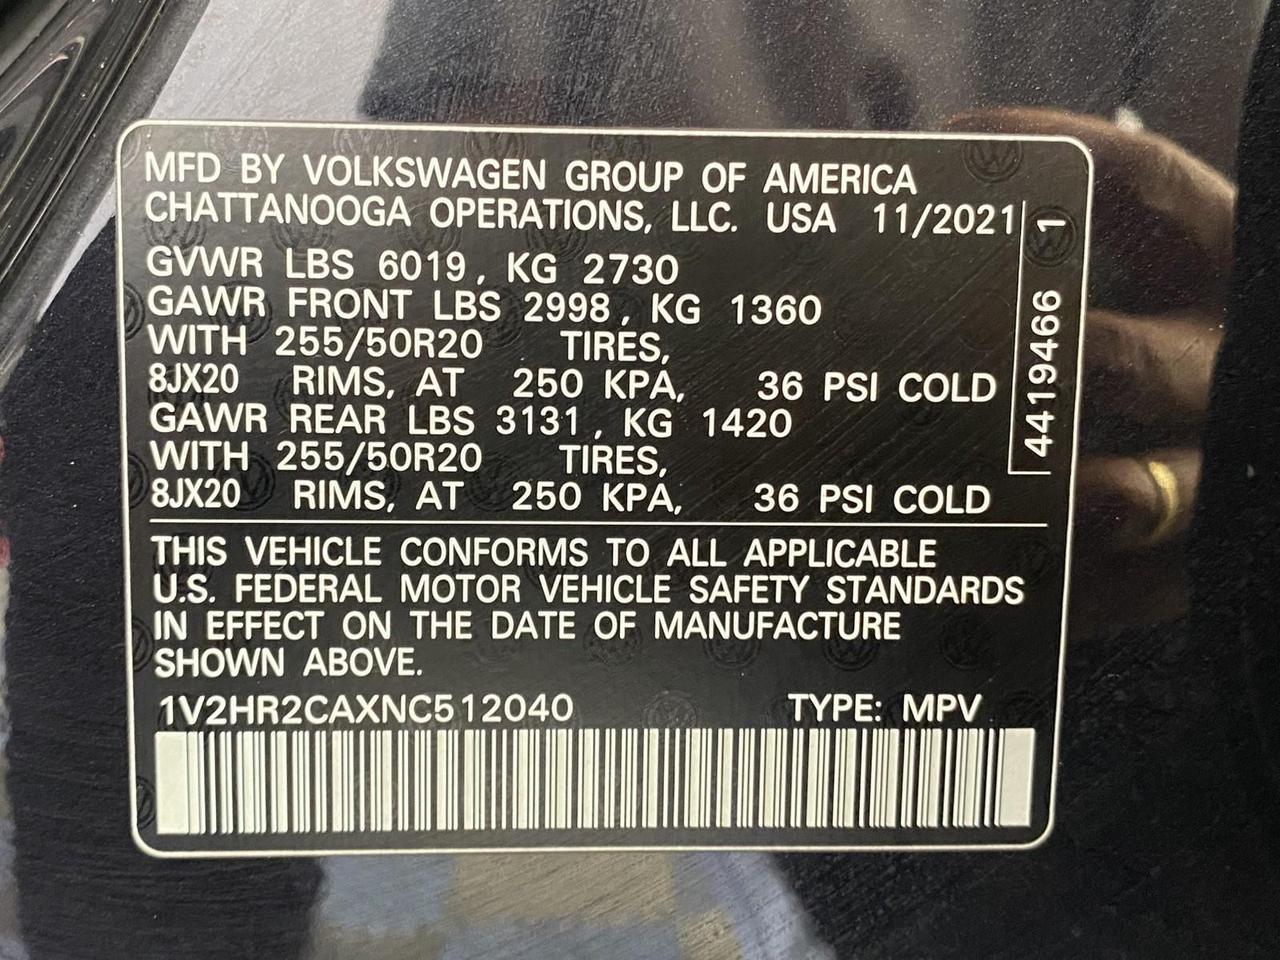 MFD BY VOLKSWAGEN GROUP OF AMERICA
CHATTANOOGA OPERATIONS, LLC. USA 11/2021
GVWR LBS 6019, KG 2730
GAWR FRONT LBS 2998, KG 1360
WITH 255/50R20 TIRES,
8JX20 RIMS, AT 250 KPA, 36 PSI COLD
GAWR REAR LBS 3131, KG 1420
WITH 255/50R20 TIRES,
8JX20 RIMS, AT 250 KPA, 36 PSI COLD
4419466 1
THIS VEHICLE CONFORMS TO ALL APPLICABLE
U.S. FEDERAL MOTOR VEHICLE SAFETY STANDARDS
IN EFFECT ON THE DATE OF MANUFACTURE
SHOWN ABOVE.
1V2HR2CAXNC512040 TYPE: MPV